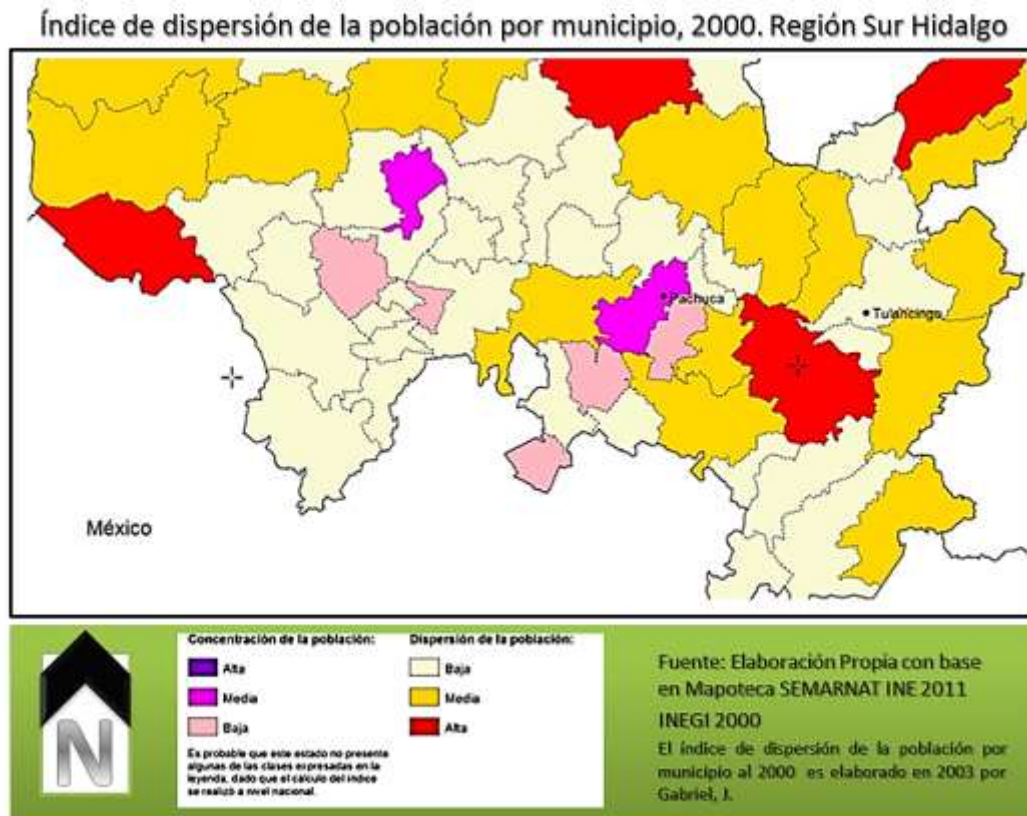 Índice de dispersión de la población por municipio, 2000. Región Sur Hidalgo
Pachuca
Tulancingo
México
N
Concentración de la población:
Alta
Media
Baja
Es probable que este estado no presente
algunas de las clases expresadas en la
leyenda, dado que el cálculo del índice
se realizó a nivel nacional.
Dispersión de la población:
Baja
Media
Alta
Fuente: Elaboración Propia con base
en Mapoteca SEMARNAT INE 2011
INEGI 2000
El índice de dispersión de la población por
municipio al 2000 es elaborado en 2003 por
Gabriel, J.